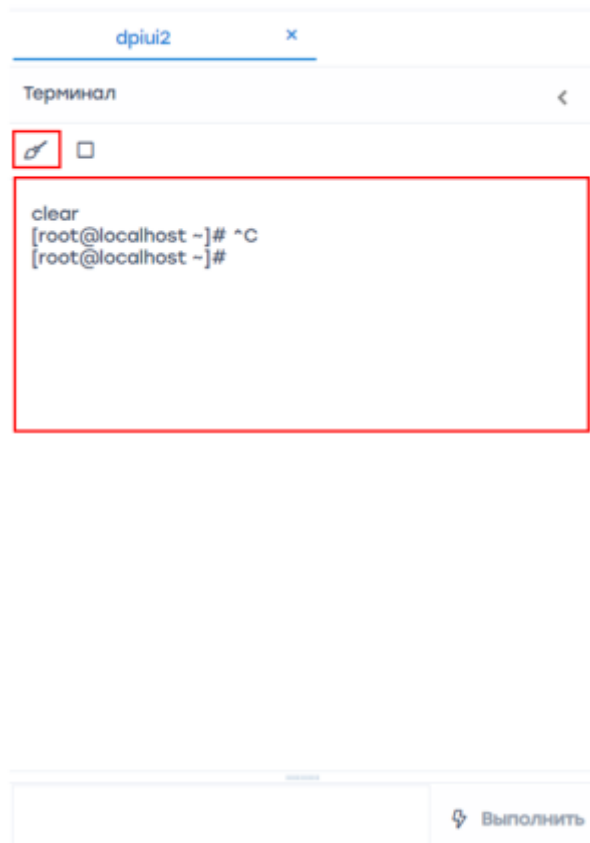 dpiui2 ×
Терминал
clear
[root@localhost ~]# ^C
[root@localhost ~]#
Выполнить